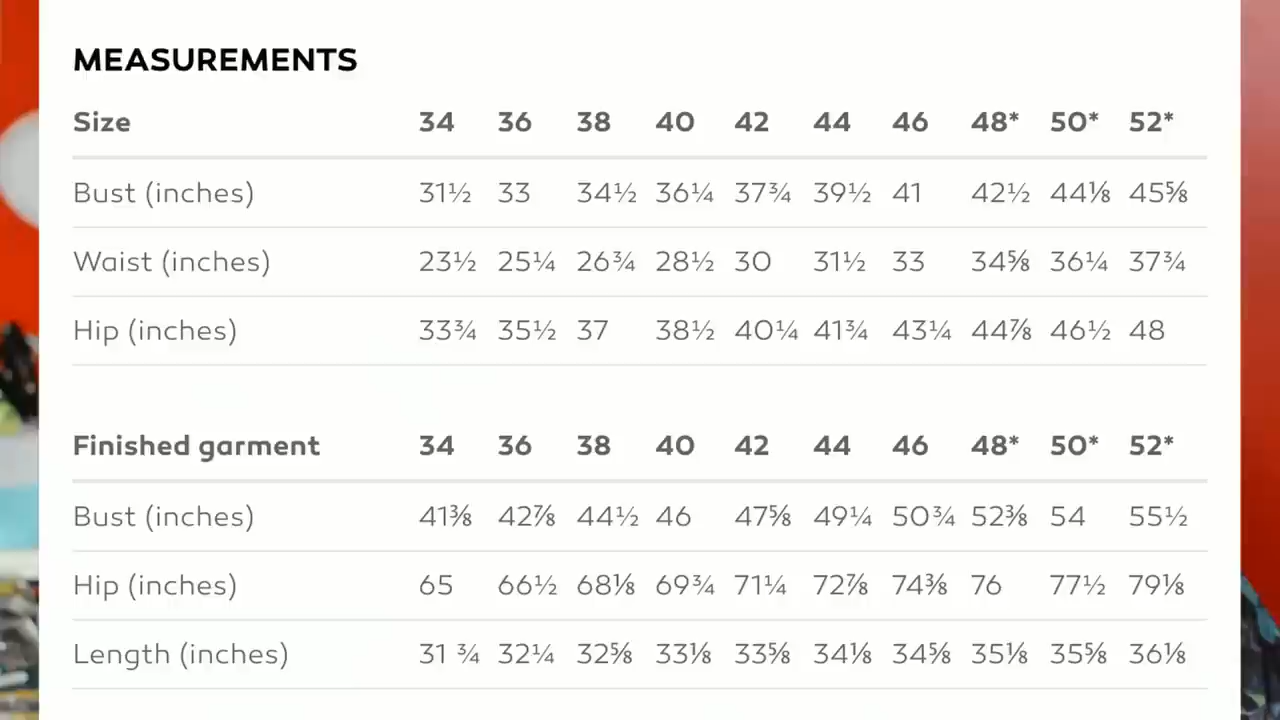 MEASUREMENTS
Size 34 36 38 40 42 44 46 48* 50* 52*
Bust (inches) 31½ 33 34½ 36¼ 37¾ 39½ 41 42½ 44⅛ 45⅝
Waist (inches) 23½ 25¼ 26¾ 28½ 30 31½ 33 34⅝ 36¼ 37¾
Hip (inches) 33¾ 35½ 37 38½ 40¼ 41¾ 43¼ 44⅞ 46½ 48
Finished garment 34 36 38 40 42 44 46 48* 50* 52*
Bust (inches) 41⅜ 42⅞ 44½ 46 47⅝ 49¼ 50¾ 52⅜ 54 55½
Hip (inches) 65 66½ 68⅛ 69¾ 71¼ 72⅞ 74⅜ 76 77½ 79⅛
Length (inches) 31 ¾ 32¼ 32⅝ 33⅛ 33⅝ 34⅛ 34⅝ 35⅛ 35⅝ 36⅛